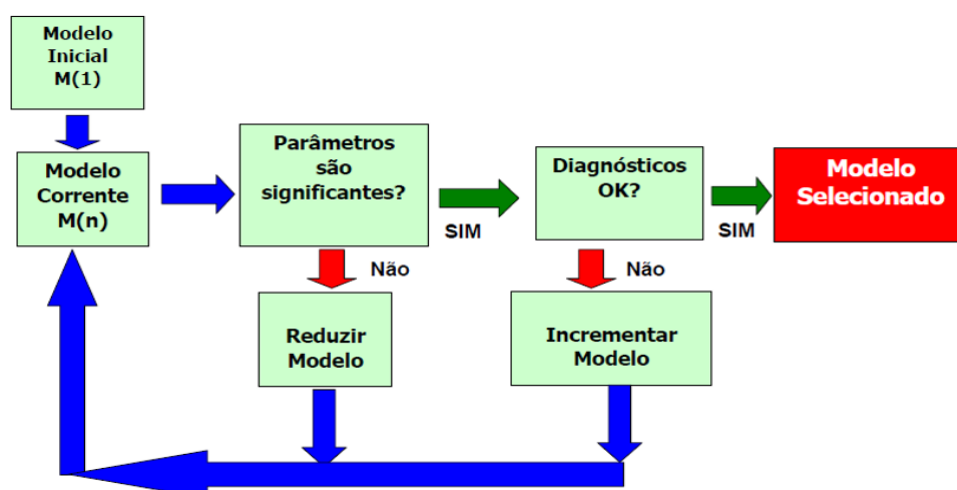 Modelo
Inicial
M(1)
Modelo
Corrente
M(n)
Parâmetros
são
significantes?
SIM
Diagnósticos
OK?
SIM
Modelo
Selecionado
Não
Não
Reduzir
Modelo
Incrementar
Modelo